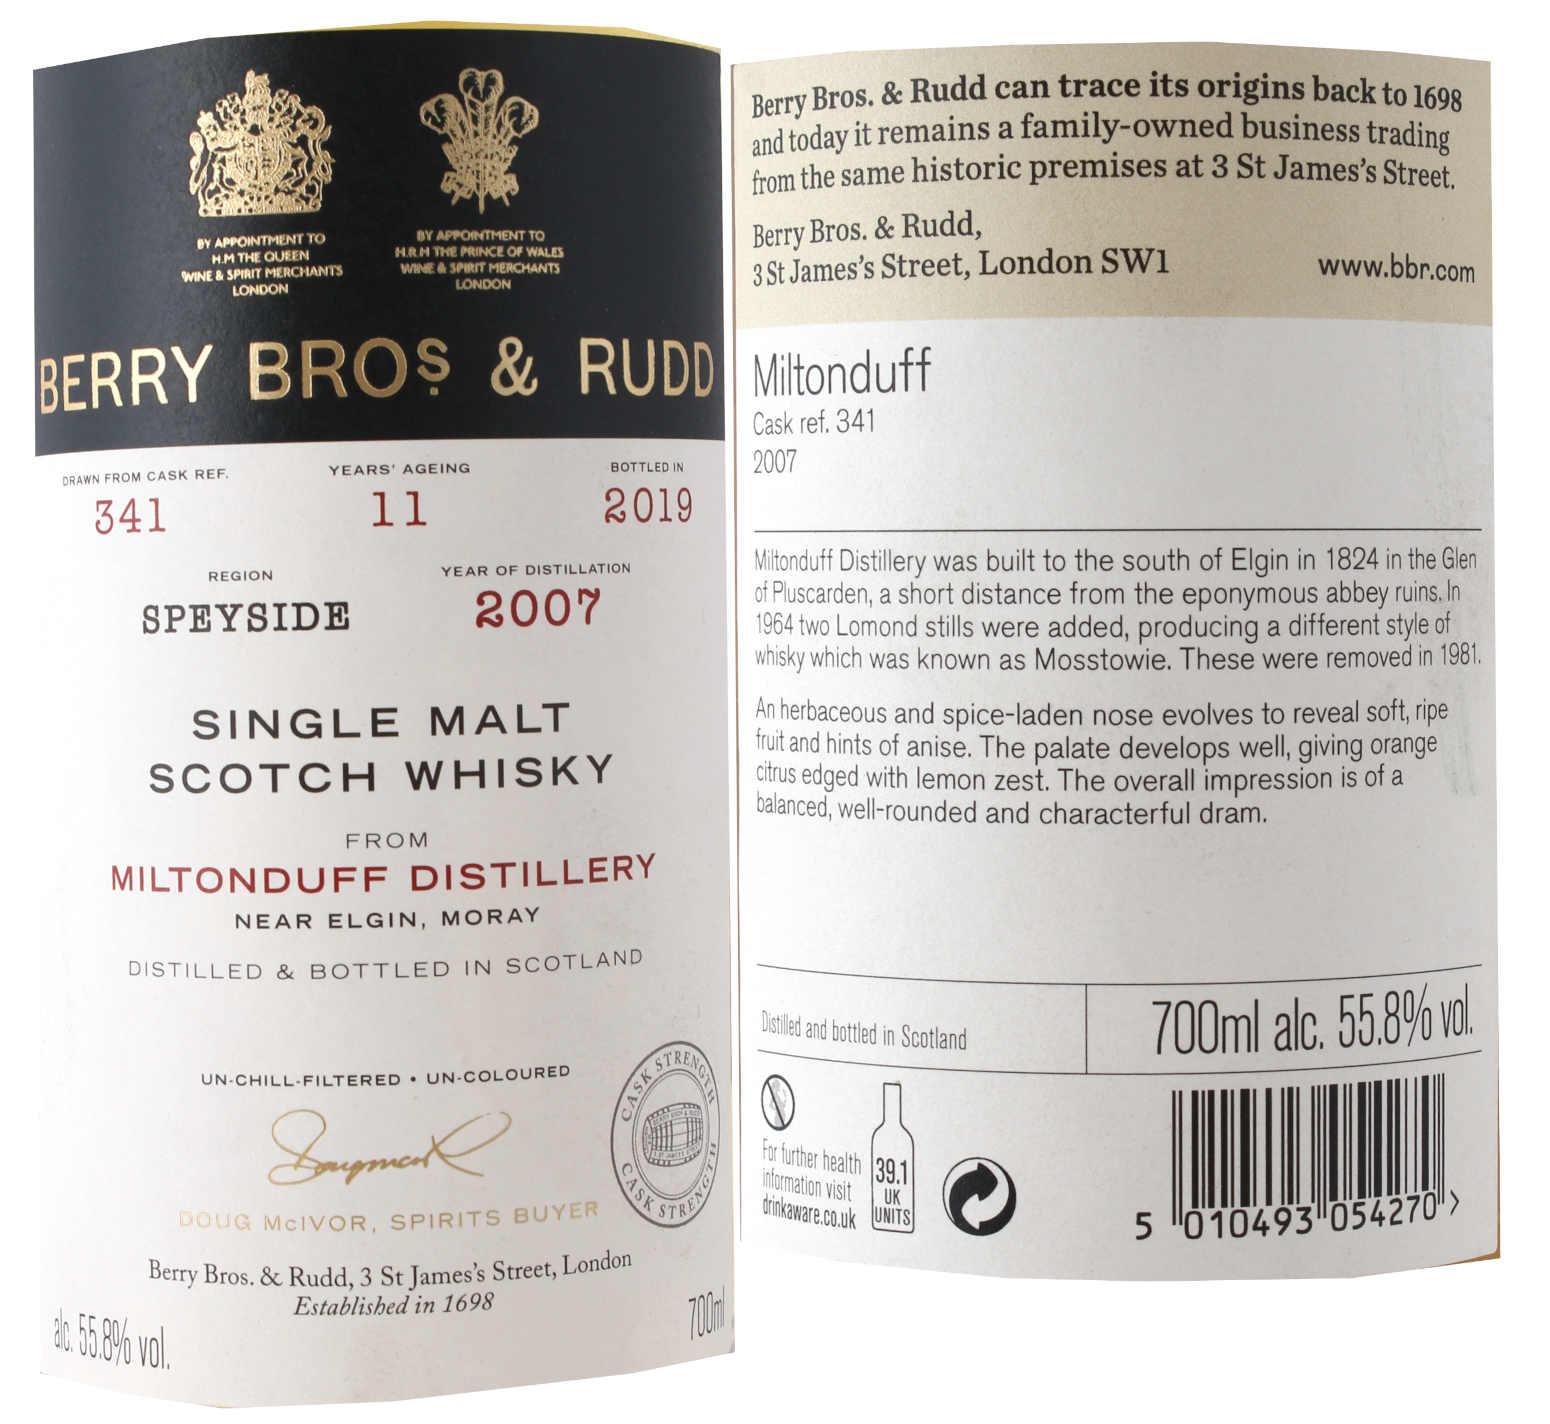 BY APPOINTMENT TO
H.M THE QUEEN
WINE & SPIRIT MERCHANTS
LONDON
BY APPOINTMENT TO
H.R.H THE PRINCE OF WALES
WINE & SPIRIT MERCHANTS
LONDON
BERRY BROS & RUDD
DRAWN FROM CASK REF.
341
YEARS' AGEING
11
BOTTLED IN
2019
REGION
SPEYSIDE
YEAR OF DISTILLATION
2007
SINGLE MALT
SCOTCH WHISKY
FROM
MILTONDUFF DISTILLERY
NEAR ELGIN, MORAY
DISTILLED & BOTTLED IN SCOTLAND
UN-CHILL-FILTERED • UN-COLOURED
CASK STRENGTH
BERRY BROS & RUDD
3 ST JAMES'S STREET
CASK STRENGTH
DOUG McIVOR, SPIRITS BUYER
Berry Bros. & Rudd, 3 St James's Street, London
Established in 1698
alc. 55.8% vol.
700ml
Berry Bros. & Rudd can trace its origins back to 1698
and today it remains a family-owned business trading
from the same historic premises at 3 St James's Street.
Berry Bros. & Rudd,
3 St James's Street, London SW1
www.bbr.com
Miltonduff
Cask ref. 341
2007
Miltonduff Distillery was built to the south of Elgin in 1824 in the Glen
of Pluscarden, a short distance from the eponymous abbey ruins. In
1964 two Lomond stills were added, producing a different style of
whisky which was known as Mosstowie. These were removed in 1981.
An herbaceous and spice-laden nose evolves to reveal soft, ripe
fruit and hints of anise. The palate develops well, giving orange
citrus edged with lemon zest. The overall impression is of a
balanced, well-rounded and characterful dram.
Distilled and bottled in Scotland
700ml alc. 55.8% vol.
For further health
information visit
drinkaware.co.uk
39.1
UK
UNITS
5 010493 054270 >